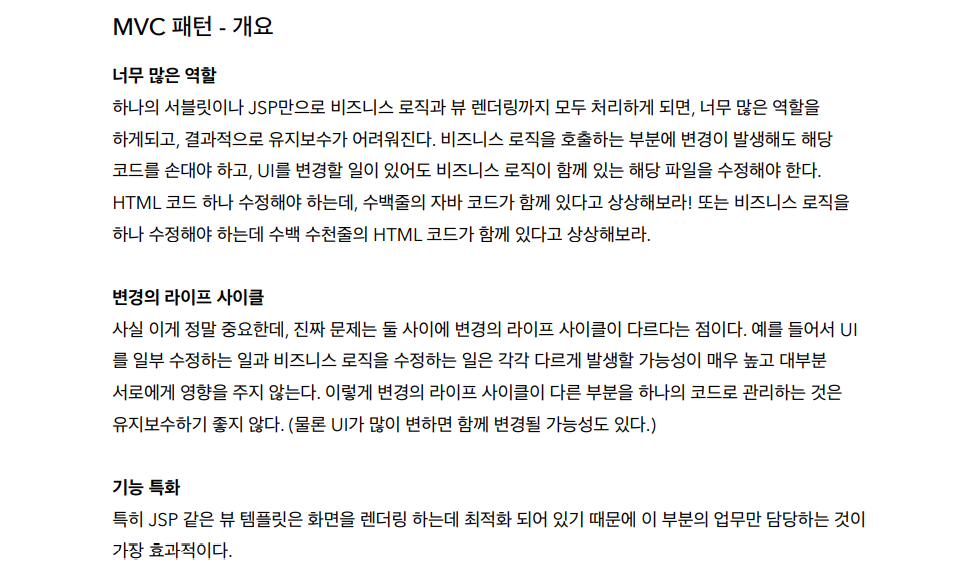 MVC 패턴 - 개요
너무 많은 역할
하나의 서블릿이나 JSP만으로 비즈니스 로직과 뷰 렌더링까지 모두 처리하게 되면, 너무 많은 역할을
하게되고, 결과적으로 유지보수가 어려워진다. 비즈니스 로직을 호출하는 부분에 변경이 발생해도 해당
코드를 손대야 하고, UI를 변경할 일이 있어도 비즈니스 로직이 함께 있는 해당 파일을 수정해야 한다.
HTML 코드 하나 수정해야 하는데, 수백줄의 자바 코드가 함께 있다고 상상해보라! 또는 비즈니스 로직을
하나 수정해야 하는데 수백 수천줄의 HTML 코드가 함께 있다고 상상해보라.
변경의 라이프 사이클
사실 이게 정말 중요한데, 진짜 문제는 둘 사이에 변경의 라이프 사이클이 다르다는 점이다. 예를 들어서 UI
를 일부 수정하는 일과 비즈니스 로직을 수정하는 일은 각각 다르게 발생할 가능성이 매우 높고 대부분
서로에게 영향을 주지 않는다. 이렇게 변경의 라이프 사이클이 다른 부분을 하나의 코드로 관리하는 것은
유지보수하기 좋지 않다. (물론 UI가 많이 변하면 함께 변경될 가능성도 있다.)
기능 특화
특히 JSP 같은 뷰 템플릿은 화면을 렌더링 하는데 최적화 되어 있기 때문에 이 부분의 업무만 담당하는 것이
가장 효과적이다.